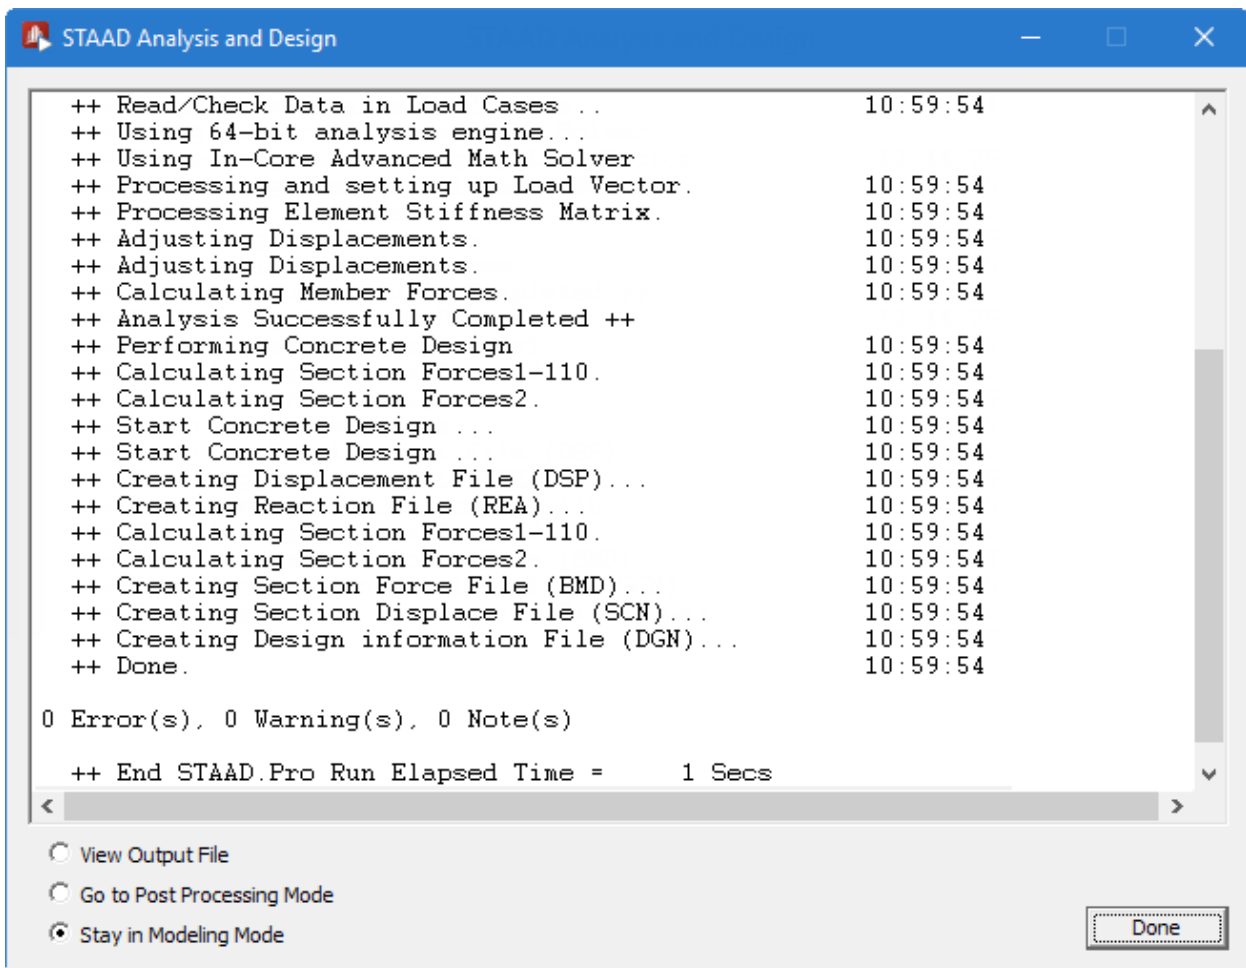 STAAD Analysis and Design
++ Read/Check Data in Load Cases .. 10:59:54
++ Using 64-bit analysis engine...
++ Using In-Core Advanced Math Solver
++ Processing and setting up Load Vector. 10:59:54
++ Processing Element Stiffness Matrix. 10:59:54
++ Adjusting Displacements. 10:59:54
++ Adjusting Displacements. 10:59:54
++ Calculating Member Forces. 10:59:54
++ Analysis Successfully Completed ++
++ Performing Concrete Design 10:59:54
++ Calculating Section Forces1-110. 10:59:54
++ Calculating Section Forces2. 10:59:54
++ Start Concrete Design ... 10:59:54
++ Start Concrete Design ... 10:59:54
++ Creating Displacement File (DSP)... 10:59:54
++ Creating Reaction File (REA)... 10:59:54
++ Calculating Section Forces1-110. 10:59:54
++ Calculating Section Forces2. 10:59:54
++ Creating Section Force File (BMD)... 10:59:54
++ Creating Section Displace File (SCN)... 10:59:54
++ Creating Design information File (DGN)... 10:59:54
++ Done. 10:59:54
0 Error(s), 0 Warning(s), 0 Note(s)
++ End STAAD.Pro Run Elapsed Time = 1 Secs
View Output File
Go to Post Processing Mode
Stay in Modeling Mode
Done